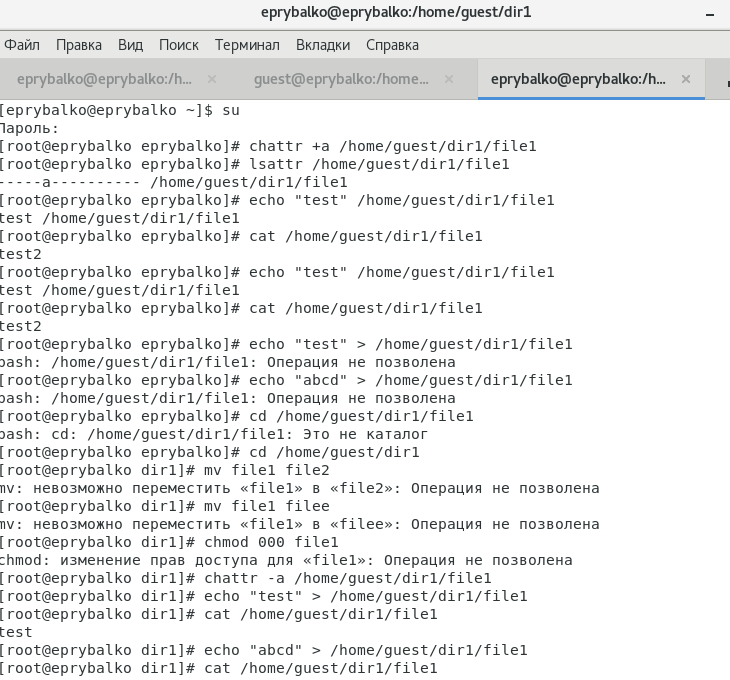 eprybalko@eprybalko:/home/guest/dir1
Файл Правка Вид Поиск Терминал Вкладки Справка
eprybalko@eprybalko:/h... × guest@eprybalko:/home... × eprybalko@eprybalko:/h... ×
[eprybalko@eprybalko ~]$ su
Пароль:
[root@eprybalko eprybalko]# chattr +a /home/guest/dir1/file1
[root@eprybalko eprybalko]# lsattr /home/guest/dir1/file1
-----a---------- /home/guest/dir1/file1
[root@eprybalko eprybalko]# echo "test" /home/guest/dir1/file1
test /home/guest/dir1/file1
[root@eprybalko eprybalko]# cat /home/guest/dir1/file1
test2
[root@eprybalko eprybalko]# echo "test" /home/guest/dir1/file1
test /home/guest/dir1/file1
[root@eprybalko eprybalko]# cat /home/guest/dir1/file1
test2
[root@eprybalko eprybalko]# echo "test" > /home/guest/dir1/file1
bash: /home/guest/dir1/file1: Операция не позволена
[root@eprybalko eprybalko]# echo "abcd" > /home/guest/dir1/file1
bash: /home/guest/dir1/file1: Операция не позволена
[root@eprybalko eprybalko]# cd /home/guest/dir1/file1
bash: cd: /home/guest/dir1/file1: Это не каталог
[root@eprybalko eprybalko]# cd /home/guest/dir1
[root@eprybalko dir1]# mv file1 file2
mv: невозможно переместить «file1» в «file2»: Операция не позволена
[root@eprybalko dir1]# mv file1 filee
mv: невозможно переместить «file1» в «filee»: Операция не позволена
[root@eprybalko dir1]# chmod 000 file1
chmod: изменение прав доступа для «file1»: Операция не позволена
[root@eprybalko dir1]# chattr -a /home/guest/dir1/file1
[root@eprybalko dir1]# echo "test" > /home/guest/dir1/file1
[root@eprybalko dir1]# cat /home/guest/dir1/file1
test
[root@eprybalko dir1]# echo "abcd" > /home/guest/dir1/file1
[root@eprybalko dir1]# cat /home/guest/dir1/file1